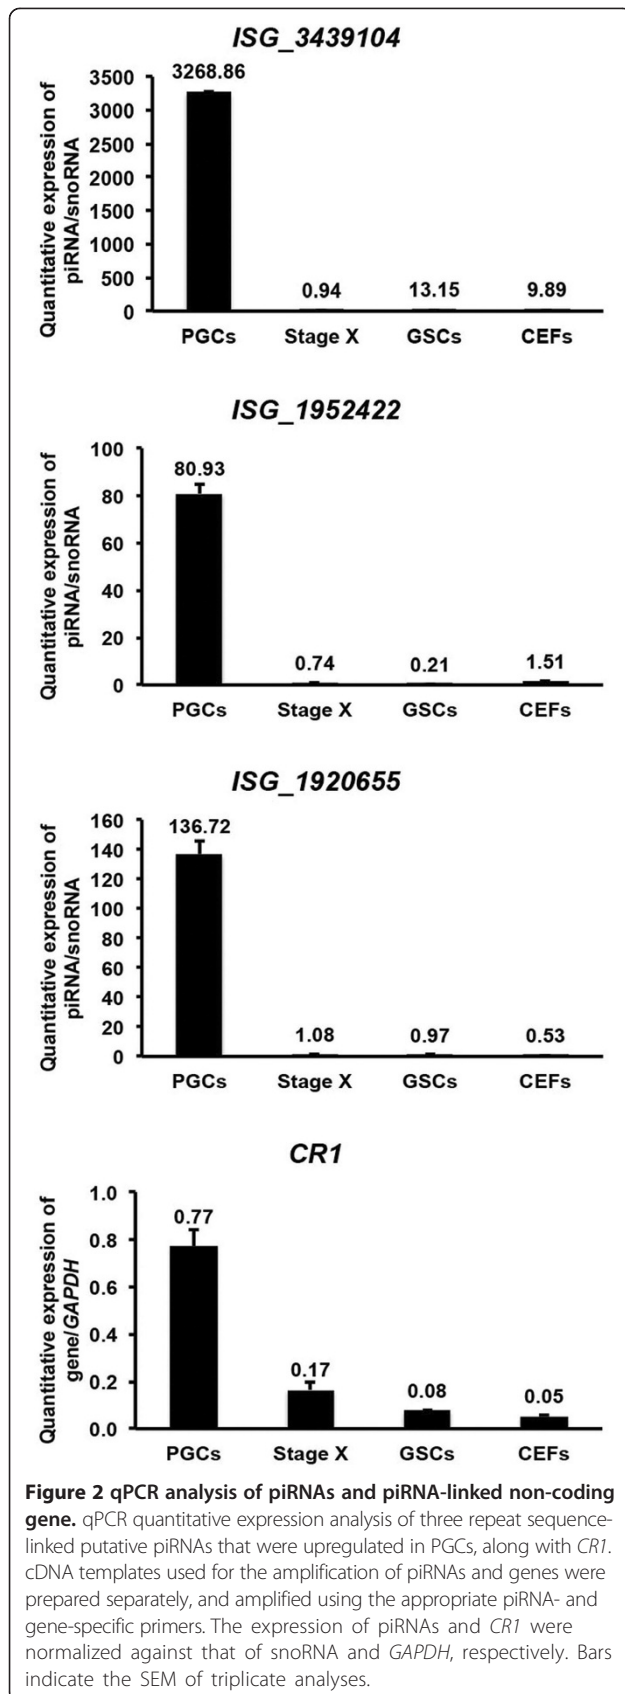 ISG_3439104
Quantitative expression of
piRNA/snoRNA
3500
3000
2500
2000
1500
1000
500
0
3268.86
0.94
13.15
9.89
PGCs Stage X GSCs CEFs
ISG_1952422
Quantitative expression of
piRNA/snoRNA
100
80
60
40
20
0
80.93
0.74
0.21
1.51
PGCs Stage X GSCs CEFs
ISG_1920655
Quantitative expression of
piRNA/snoRNA
160
140
120
100
80
60
40
20
0
136.72
1.08
0.97
0.53
PGCs Stage X GSCs CEFs
CR1
Quantitative expression of
gene/GAPDH
1.0
0.8
0.6
0.4
0.2
0.0
0.77
0.17
0.08
0.05
PGCs Stage X GSCs CEFs
Figure 2 qPCR analysis of piRNAs and piRNA-linked non-coding
gene. qPCR quantitative expression analysis of three repeat sequence-
linked putative piRNAs that were upregulated in PGCs, along with CR1.
cDNA templates used for the amplification of piRNAs and genes were
prepared separately, and amplified using the appropriate piRNA- and
gene-specific primers. The expression of piRNAs and CR1 were
normalized against that of snoRNA and GAPDH, respectively. Bars
indicate the SEM of triplicate analyses.